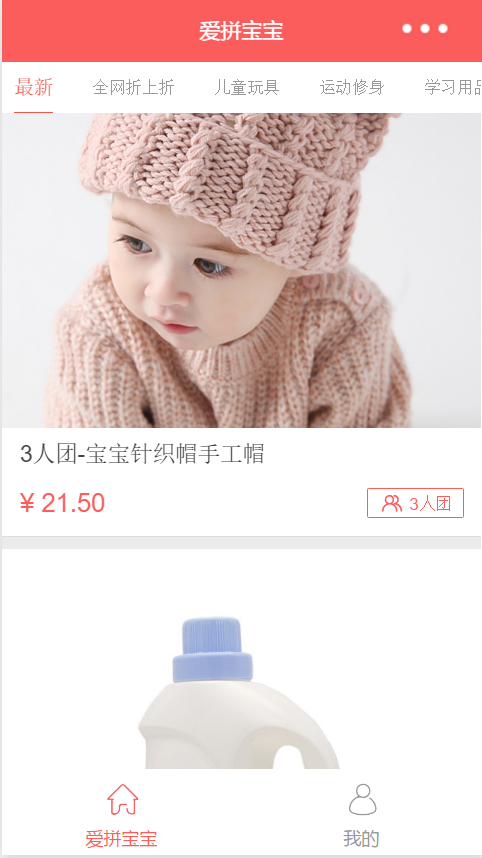 爱拼宝宝
最新 全网折上折 儿童玩具 运动修身 学习用品
3人团-宝宝针织帽手工帽
¥ 21.50 3人团
爱拼宝宝 我的